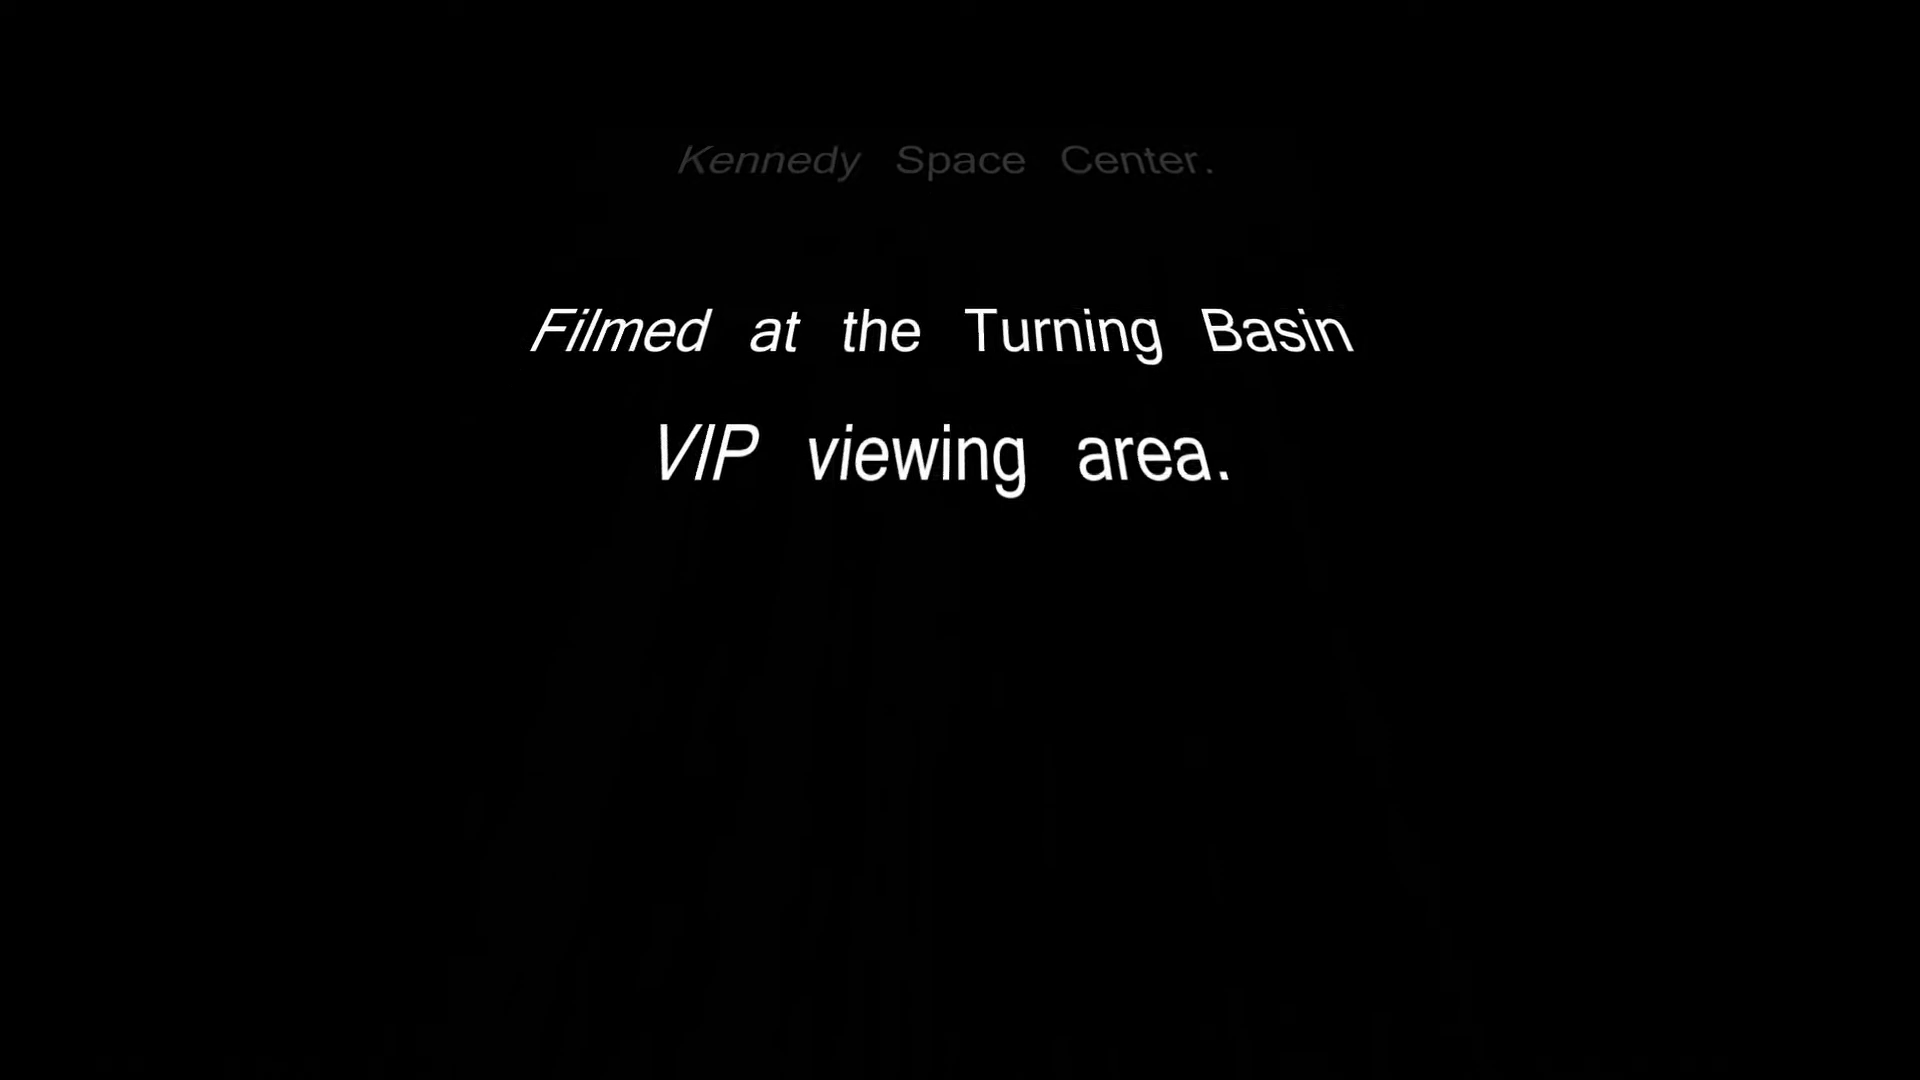 Kennedy Space Center.
Filmed at the Turning Basin
VIP viewing area.